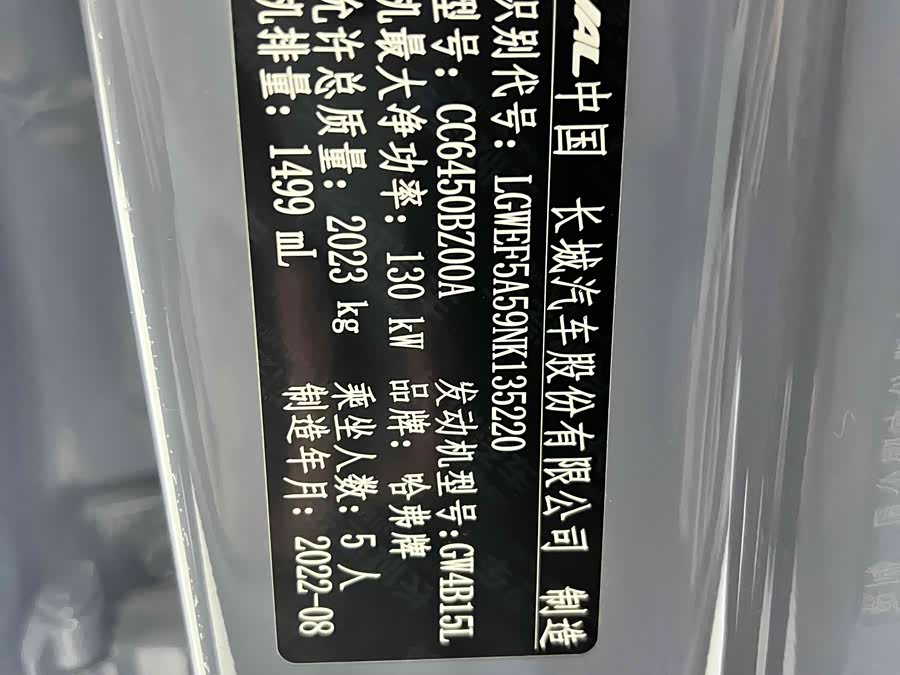 VAL 中国 长城汽车股份有限公司 制造
识别代号: LGWEF5A59NK135220
型号: CC6450BZ00A 发动机型号:GW4B15L
机最大净功率: 130 kW 品牌: 哈弗牌
允许总质量: 2023 kg 乘坐人数: 5 人
机排量: 1499 mL 制造年月: 2022-08